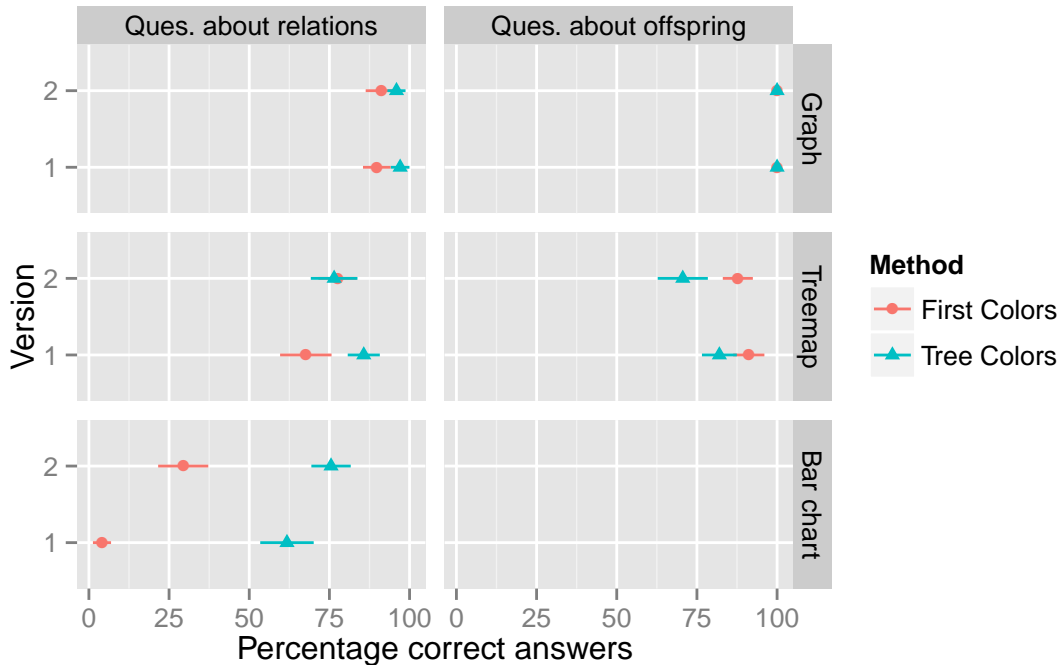 Ques. about relations
Ques. about offspring
2
1
Graph
2
1
Treemap
2
1
Bar chart
Version
0 25 50 75 100
0 25 50 75 100
Percentage correct answers
Method
First Colors
Tree Colors